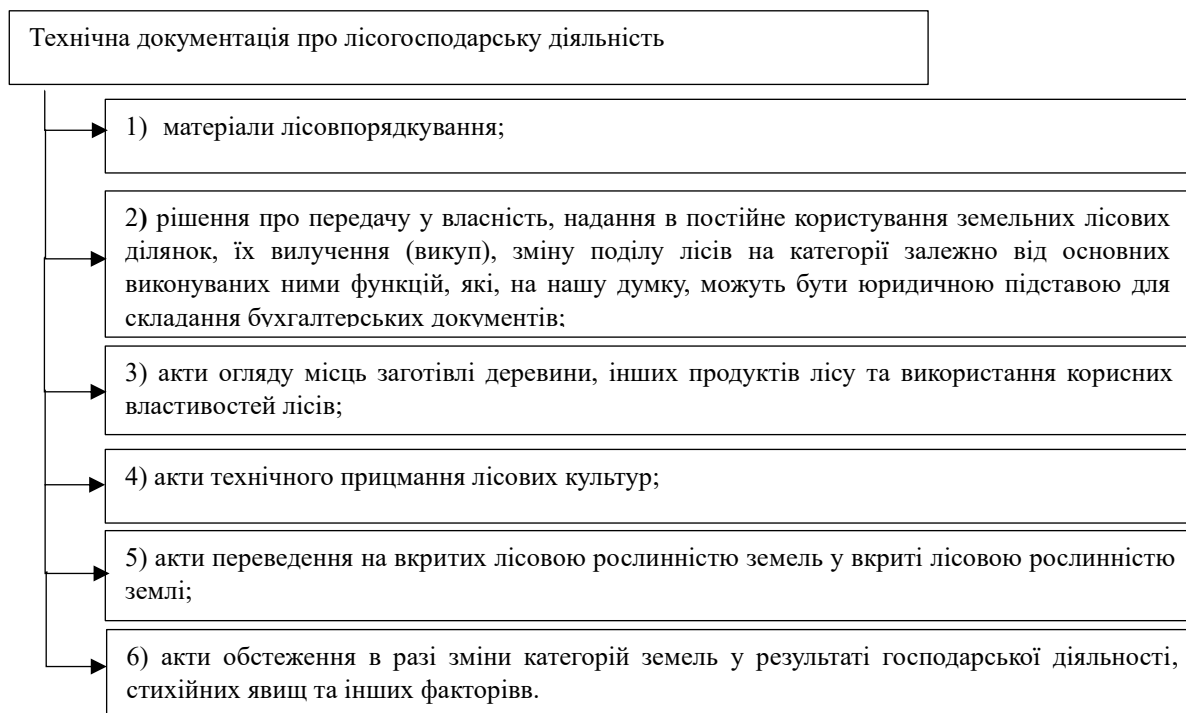 Технічна документація про лісогосподарську діяльність
1) матеріали лісовпорядкування;
2) рішення про передачу у власність, надання в постійне користування земельних лісових
ділянок, їх вилучення (викуп), зміну поділу лісів на категорії залежно від основних
виконуваних ними функцій, які, на нашу думку, можуть бути юридичною підставою для
складання бухгалтерських документів;
3) акти огляду місць заготівлі деревини, інших продуктів лісу та використання корисних
властивостей лісів;
4) акти технічного прицмання лісових культур;
5) акти переведення на вкритих лісовою рослинністю земель у вкриті лісовою рослинністю
землі;
6) акти обстеження в разі зміни категорій земель у результаті господарської діяльності,
стихійних явищ та інших факторівв.